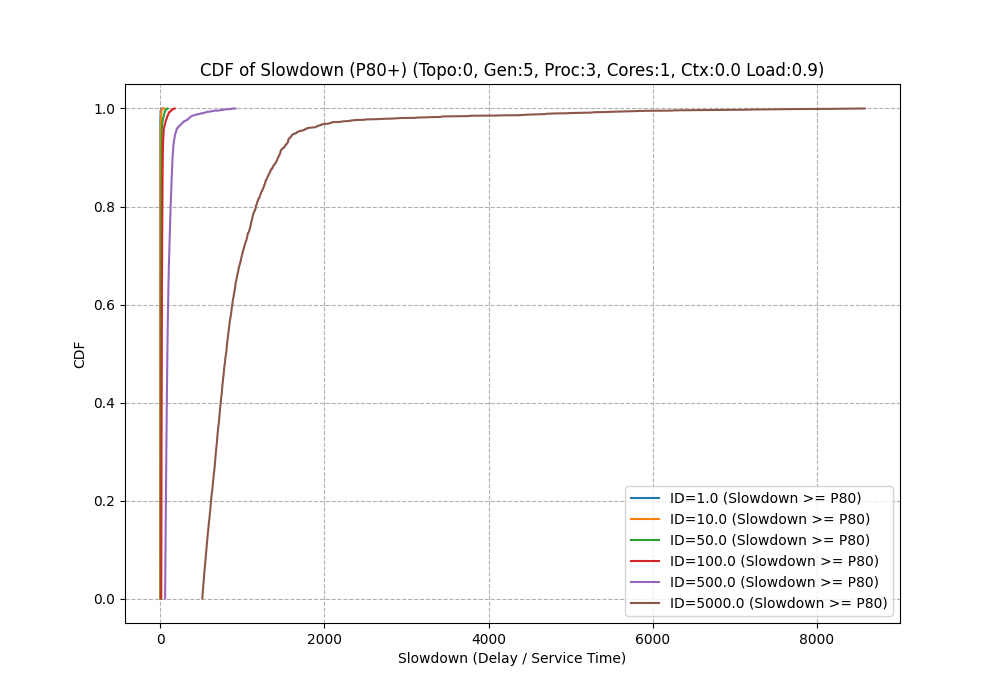 CDF of Slowdown (P80+) (Topo:0, Gen:5, Proc:3, Cores:1, Ctx:0.0 Load:0.9)
CDF
1.0
0.8
0.6
0.4
0.2
0.0
ID=1.0 (Slowdown >= P80)
ID=10.0 (Slowdown >= P80)
ID=50.0 (Slowdown >= P80)
ID=100.0 (Slowdown >= P80)
ID=500.0 (Slowdown >= P80)
ID=5000.0 (Slowdown >= P80)
0 2000 4000 6000 8000
Slowdown (Delay / Service Time)